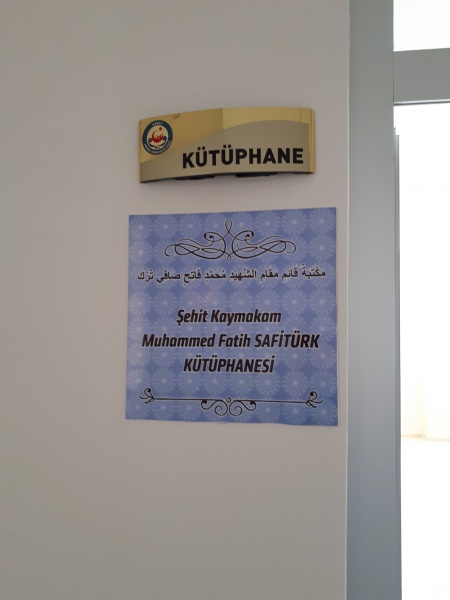 KÜTÜPHANE
مكتبة قائم مقام الشهيد محمد فاتح صافي ترك
Şehit Kaymakam
Muhammed Fatih SAFİTÜRK
KÜTÜPHANESİ